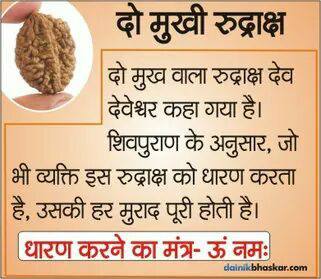 दो मुखी रुद्राक्ष
दो मुख वाला रुद्राक्ष देव
देवेश्वर कहा गया है।
शिवपुराण के अनुसार, जो
भी व्यक्ति इस रुद्राक्ष को धारण करता
है, उसकी हर मुराद पूरी होती है।
धारण करने का मंत्र- ऊं नमः
dainikbhaskar.com